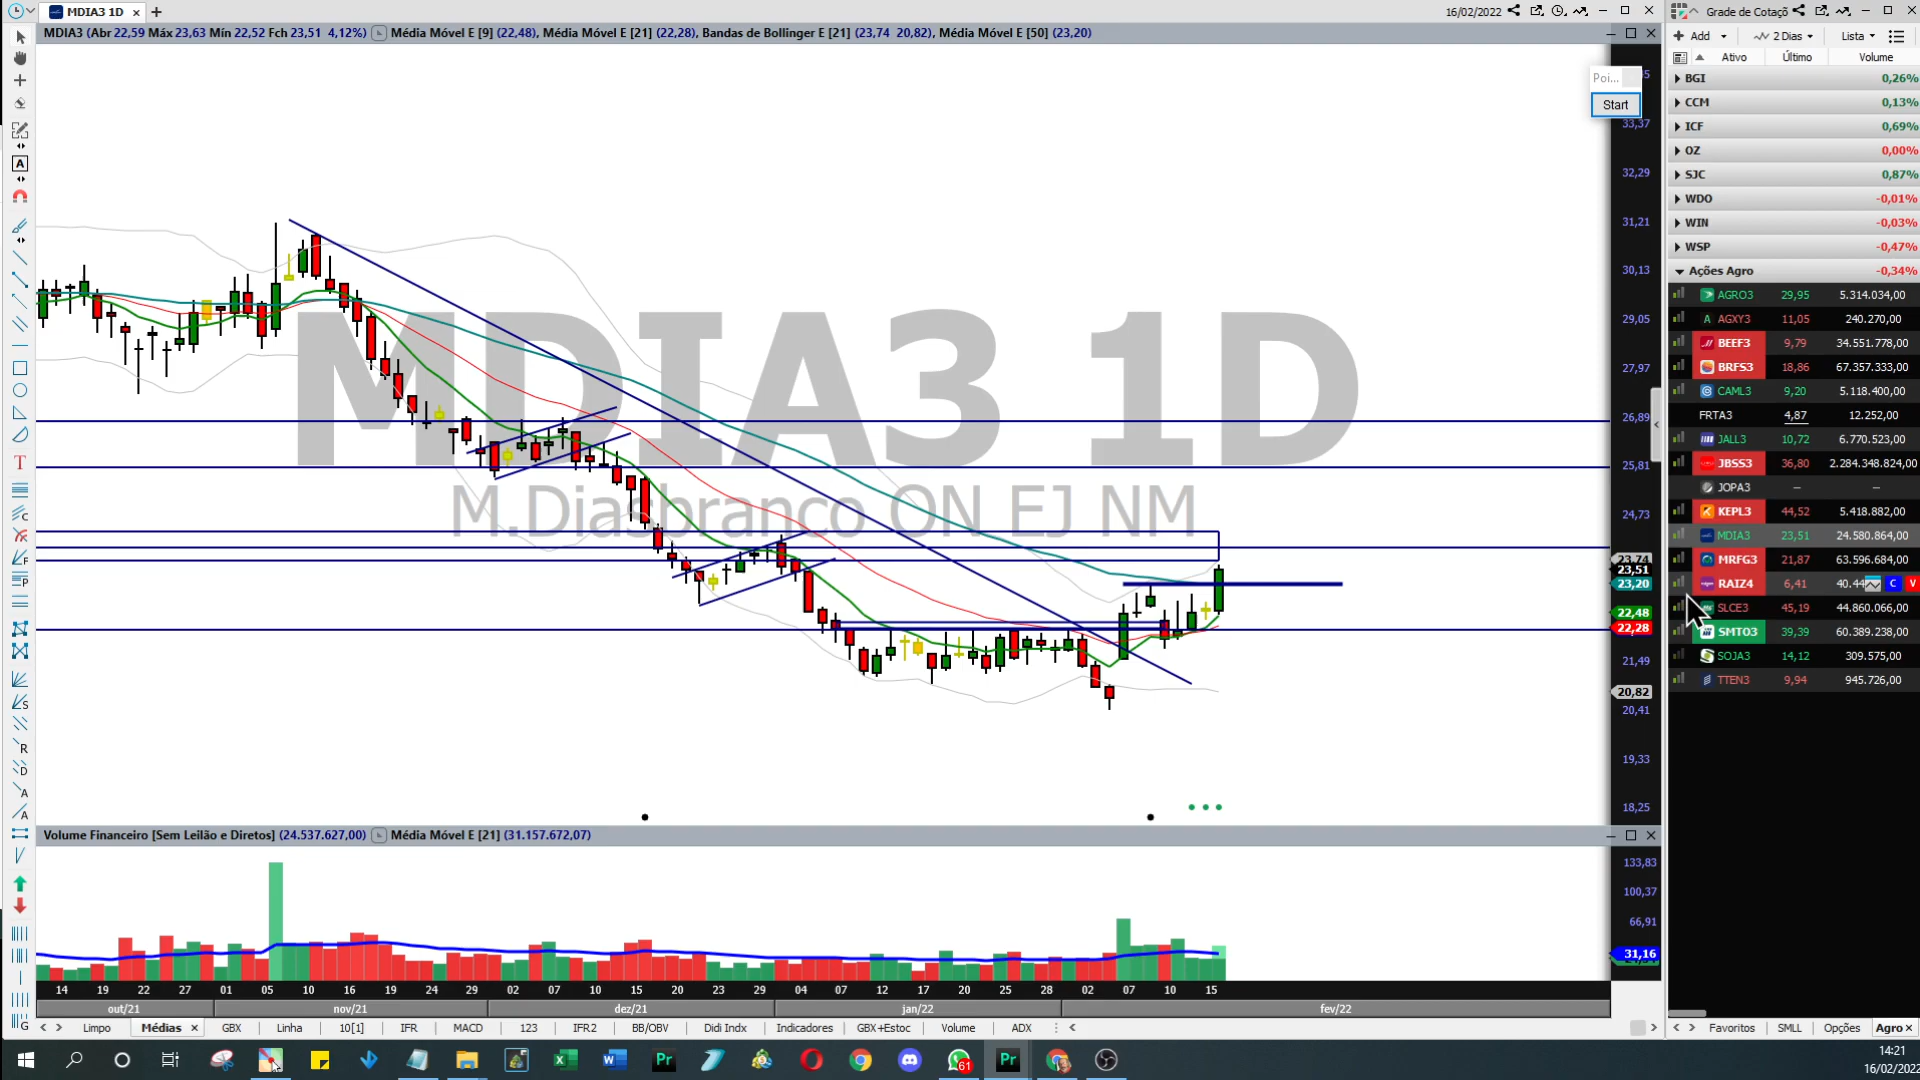 MDIA3 1D
16/02/2022
Grade de Cotaçõ
MDIA3 (Abr 22,59 Máx 23,63 Mín 22,52 Fch 23,51 4,12%) Média Móvel E [9] (22,48), Média Móvel E [21] (22,28), Bandas de Bollinger E [21] (23,74 20,82), Média Móvel E [50] (23,20)
Add 2 Dias Lista
Ativo Último Volume
Poi...
Start
BGI 0,26%
CCM 0,13%
ICF 0,69%
OZ 0,00%
SJC 0,87%
WDO -0,01%
WIN -0,03%
WSP -0,47%
Ações Agro -0,34%
AGRO3 29,95 5.314.034,00
AGXY3 11,05 240.270,00
BEEF3 9,79 34.551.778,00
BRFS3 18,86 67.357.333,00
CAML3 9,20 5.118.400,00
FRTA3 4,87 12.252,00
JALL3 10,72 6.770.523,00
JBSS3 36,80 2.284.348.824,00
JOPA3 -- --
KEPL3 44,52 5.418.882,00
MDIA3 23,51 24.580.864,00
MRFG3 21,87 63.596.684,00
RAIZ4 6,41 40.44 C V
SLCE3 45,19 44.860.066,00
SMTO3 39,39 60.389.238,00
SOJA3 14,12 309.575,00
TTEN3 9,94 945.726,00
33,37
32,29
31,21
30,13
29,05
27,97
26,89
25,81
24,73
23,74
23,51
23,20
22,48
22,28
21,49
20,82
20,41
19,33
18,25
MDIA3 1D
M.Diasbranco ON EJ NM
Volume Financeiro [Sem Leilão e Diretos] (24.537.627,00) Média Móvel E [21] (31.157.672,07)
133,83
100,37
66,91
31,16
14 19 22 27 01 05 10 16 19 24 29 02 07 10 15 20 23 29 04 07 12 17 20 25 28 02 07 10 15
out/21 nov/21 dez/21 jan/22 fev/22
Limpo Médias GBX Linha 10[1] IFR MACD 123 IFR2 BB/OBV Didi Indx Indicadores GBX+Estoc Volume ADX
Favoritos SMLL Opções Agro
61
14:21
16/02/2022